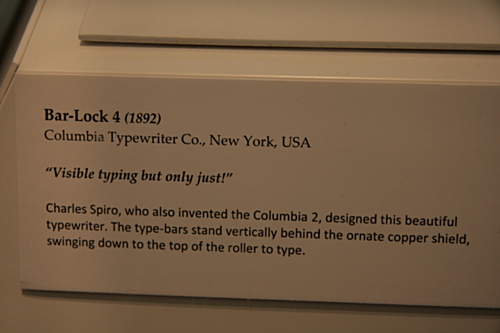 Bar-Lock 4 (1892)
Columbia Typewriter Co., New York, USA
“Visible typing but only just!”
Charles Spiro, who also invented the Columbia 2, designed this beautiful
typewriter. The type-bars stand vertically behind the ornate copper shield,
swinging down to the top of the roller to type.